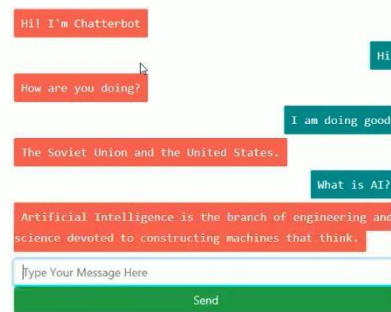 Hi! I'm Chatterbot
Hi
How are you doing?
I am doing good
The Soviet Union and the United States.
What is AI?
Artificial Intelligence is the branch of engineering and
science devoted to constructing machines that think.
Type Your Message Here
Send